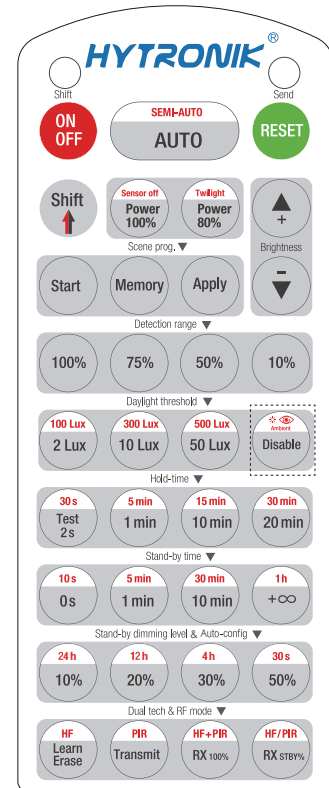 HYTRONIK®
Shift Send
ON
OFF
SEMI-AUTO
AUTO
RESET
Shift
Sensor off
Power
100%
Twilight
Power
80%
+
Brightness
-
Scene prog. ▼
Start Memory Apply
Detection range ▼
100% 75% 50% 10%
Daylight threshold ▼
100 Lux 300 Lux 500 Lux Ambient
2 Lux 10 Lux 50 Lux Disable
Hold-time ▼
30 s 5 min 15 min 30 min
Test
2 s
1 min 10 min 20 min
Stand-by time ▼
10 s 5 min 30 min 1 h
0 s 1 min 10 min +∞
Stand-by dimming level & Auto-config ▼
24 h 12 h 4 h 30 s
10% 20% 30% 50%
Dual tech & RF mode ▼
HF PIR HF+PIR HF/PIR
Learn
Erase
Transmit RX 100% RX STBY%